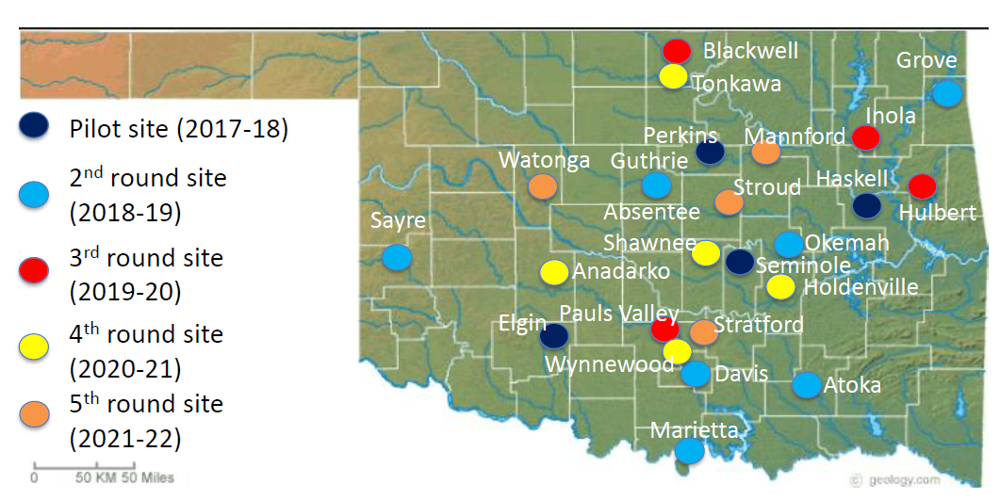 Blackwell
Grove
Tonkawa
Pilot site (2017-18)
Inola
Perkins
Mannford
Watonga
Guthrie
2nd round site
(2018-19)
Haskell
Stroud
Absentee
Hulbert
Sayre
Shawnee
Okemah
3rd round site
(2019-20)
Seminole
Anadarko
Holdenville
Elgin
Pauls Valley
Stratford
4th round site
(2020-21)
Wynnewood
Davis
Atoka
5th round site
(2021-22)
Marietta
0 50 KM 50 Miles
© geology.com